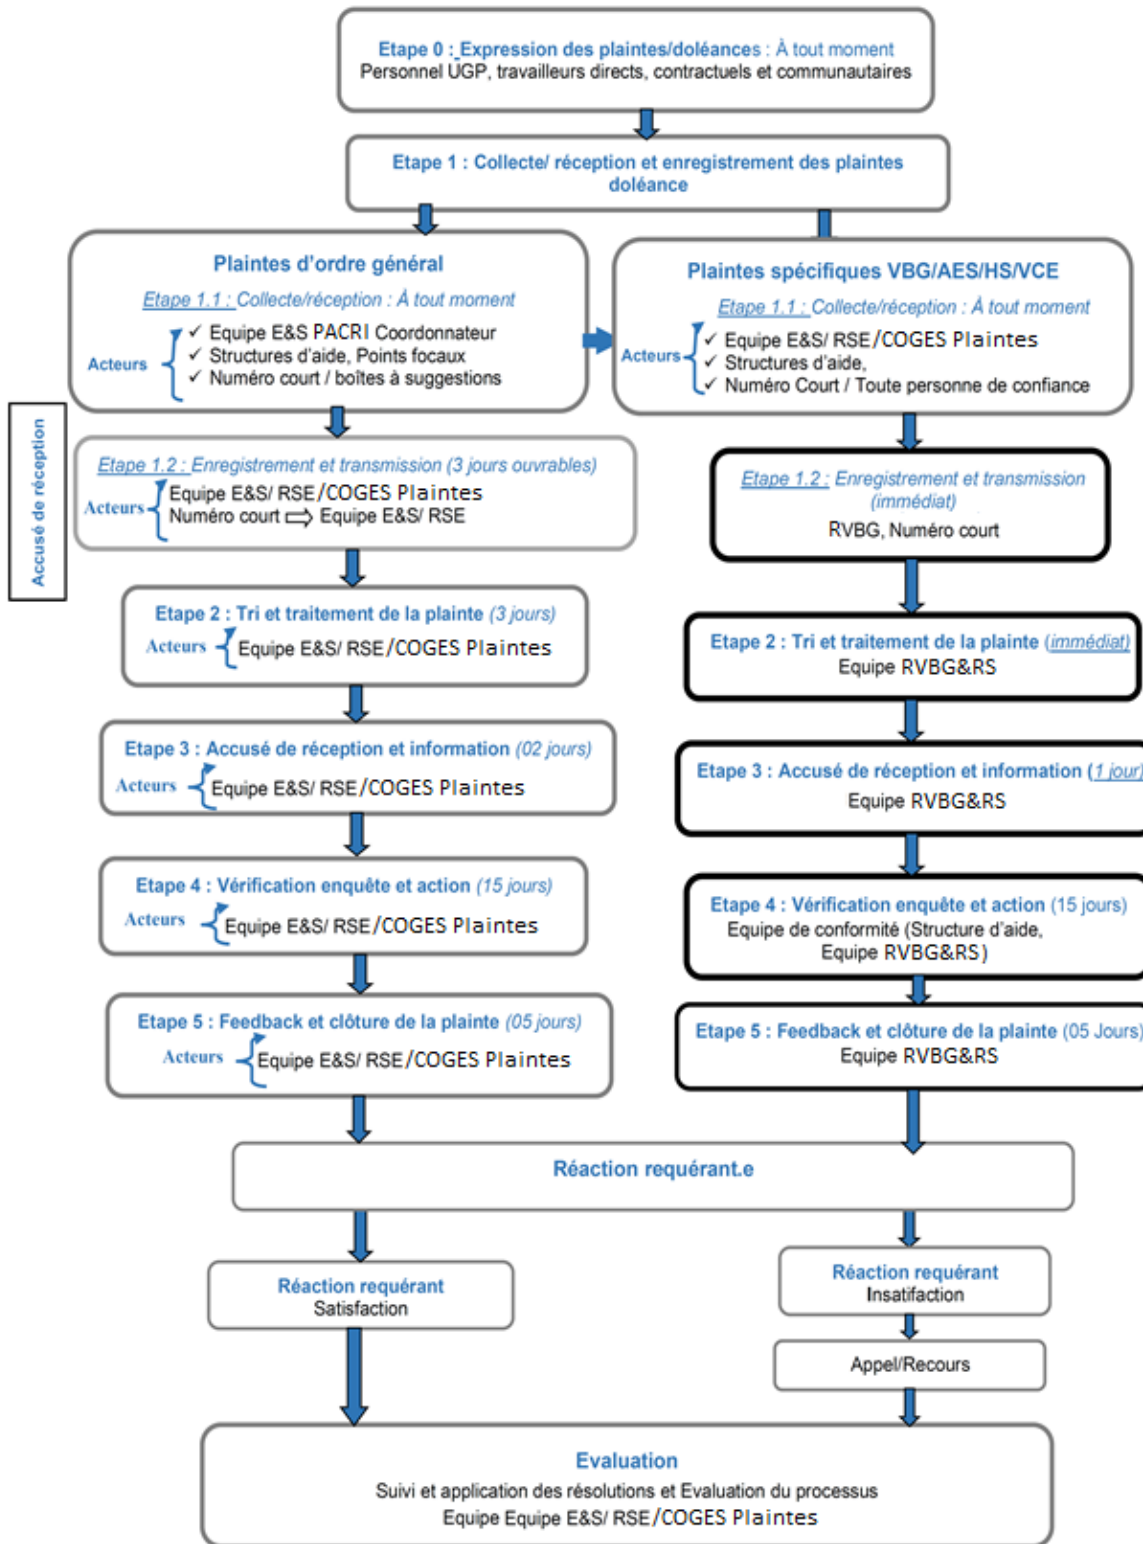 Etape 0 : Expression des plaintes/doléances : À tout moment
Personnel UGP, travailleurs directs, contractuels et communautaires
Etape 1 : Collecte/ réception et enregistrement des plaintes
doléance
Plaintes d'ordre général
Etape 1.1 : Collecte/réception : À tout moment
Acteurs
✓ Equipe E&S PACRI Coordonnateur
✓ Structures d'aide, Points focaux
✓ Numéro court / boîtes à suggestions
Plaintes spécifiques VBG/AES/HS/VCE
Etape 1.1 : Collecte/réception : À tout moment
Acteurs
✓ Equipe E&S/ RSE/COGES Plaintes
✓ Structures d'aide,
✓ Numéro Court / Toute personne de confiance
Accusé de réception
Etape 1.2 : Enregistrement et transmission (3 jours ouvrables)
Acteurs
Equipe E&S/ RSE/COGES Plaintes
Numéro court ⇨ Equipe E&S/ RSE
Etape 1.2 : Enregistrement et transmission
(immédiat)
RVBG, Numéro court
Etape 2 : Tri et traitement de la plainte (3 jours)
Acteurs
Equipe E&S/ RSE/COGES Plaintes
Etape 2 : Tri et traitement de la plainte (immédiat)
Equipe RVBG&RS
Etape 3 : Accusé de réception et information (02 jours)
Acteurs
Equipe E&S/ RSE/COGES Plaintes
Etape 3 : Accusé de réception et information (1 jour)
Equipe RVBG&RS
Etape 4 : Vérification enquête et action (15 jours)
Acteurs
Equipe E&S/ RSE/COGES Plaintes
Etape 4 : Vérification enquête et action (15 jours)
Equipe de conformité (Structure d'aide,
Equipe RVBG&RS)
Etape 5 : Feedback et clôture de la plainte (05 jours)
Acteurs
Equipe E&S/ RSE/COGES Plaintes
Etape 5 : Feedback et clôture de la plainte (05 Jours)
Equipe RVBG&RS
Réaction requérant.e
Réaction requérant
Satisfaction
Réaction requérant
Insatifaction
Appel/Recours
Evaluation
Suivi et application des résolutions et Evaluation du processus
Equipe Equipe E&S/ RSE/COGES Plaintes